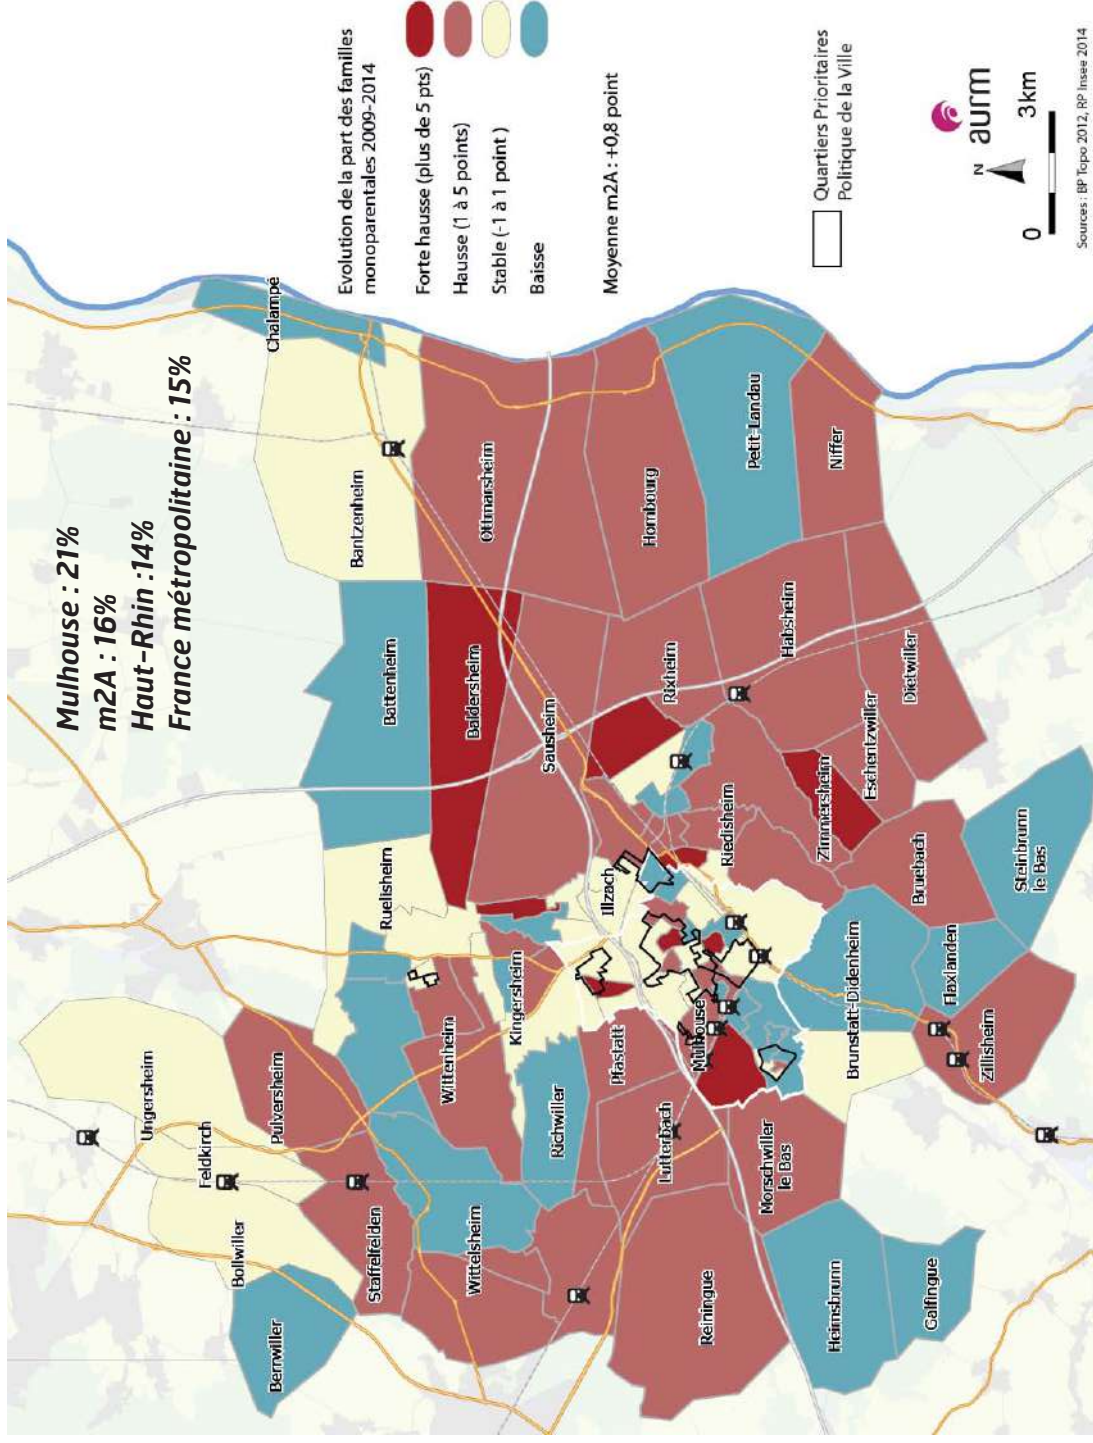 Mulhouse : 21%
m2A : 16%
Haut-Rhin :14%
France métropolitaine : 15%
Evolution de la part des familles
monoparentales 2009-2014
Forte hausse (plus de 5 pts)
Hausse (1 à 5 points)
Stable (-1 à 1 point )
Baisse
Moyenne m2A : +0,8 point
Quartiers Prioritaires
Politique de la Ville
N
aurm
0 3km
Sources : BP Topo 2012, RP Insee 2014
Ungersheim
Feldkirch
Bollwiller
Berrwiller
Pulversheim
Staffelfelden
Wittelsheim
Wittenheim
Ruelisheim
Battenheim
Bantzenheim
Chalampé
Baldersheim
Ottmarsheim
Kingersheim
Richwiller
Sausheim
Illzach
Pfastatt
Hombourg
Lutterbach
Reiningue
Mulhouse
Rixheim
Riedisheim
Petit-Landau
Morschwiller
le Bas
Habsheim
Zimmersheim
Niffer
Heimsbrunn
Brunstatt-Didenheim
Eschentzwiller
Dietwiller
Bruebach
Galfingue
Flaxlanden
Zillisheim
Steinbrunn
le Bas